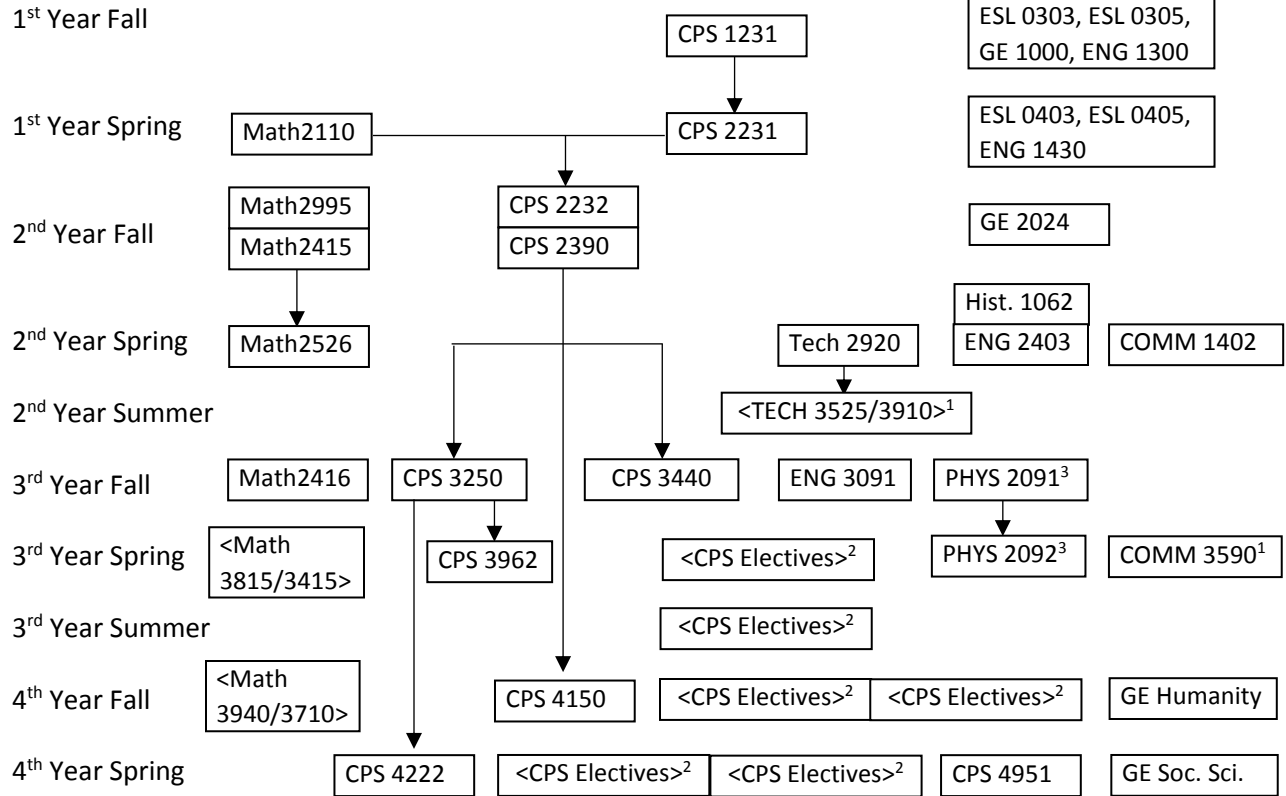 1st Year Fall
CPS 1231
ESL 0303, ESL 0305,
GE 1000, ENG 1300
1st Year Spring
Math2110
CPS 2231
ESL 0403, ESL 0405,
ENG 1430
2nd Year Fall
Math2995
Math2415
CPS 2232
CPS 2390
GE 2024
2nd Year Spring
Math2526
Tech 2920
Hist. 1062
ENG 2403
COMM 1402
2nd Year Summer
<TECH 3525/3910>1
3rd Year Fall
Math2416
CPS 3250
CPS 3440
ENG 3091
PHYS 20913
3rd Year Spring
<Math
3815/3415>
CPS 3962
<CPS Electives>2
PHYS 20923
COMM 35901
3rd Year Summer
<CPS Electives>2
4th Year Fall
<Math
3940/3710>
CPS 4150
<CPS Electives>2
<CPS Electives>2
GE Humanity
4th Year Spring
CPS 4222
<CPS Electives>2
<CPS Electives>2
CPS 4951
GE Soc. Sci.